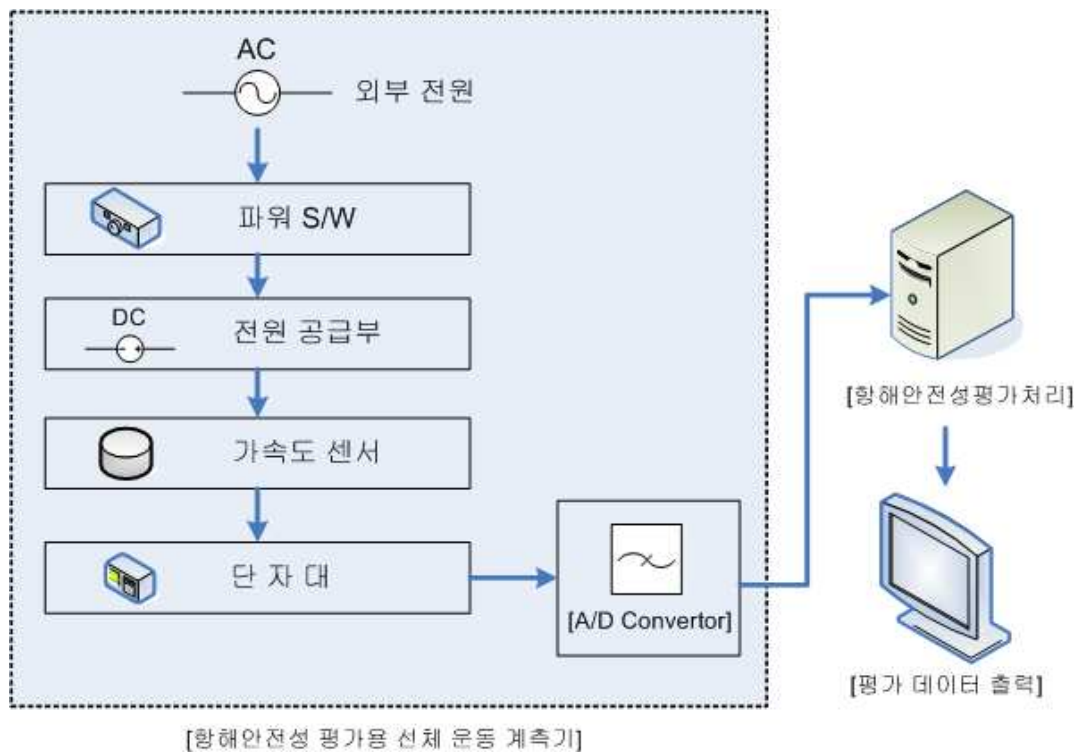 AC
외부 전원
파워 S/W
DC
전원 공급부
가속도 센서
단 자 대
[A/D Convertor]
[항해안전성평가처리]
[평가 데이터 출력]
[항해안전성 평가용 선체 운동 계측기]